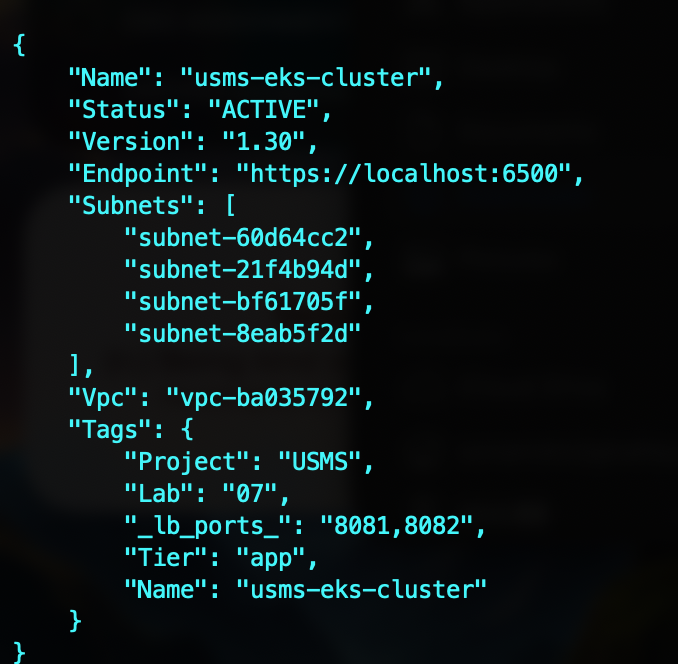 {
    "Name": "usms-eks-cluster",
    "Status": "ACTIVE",
    "Version": "1.30",
    "Endpoint": "https://localhost:6500",
    "Subnets": [
        "subnet-60d64cc2",
        "subnet-21f4b94d",
        "subnet-bf61705f",
        "subnet-8eab5f2d"
    ],
    "Vpc": "vpc-ba035792",
    "Tags": {
        "Project": "USMS",
        "Lab": "07",
        "_lb_ports_": "8081,8082",
        "Tier": "app",
        "Name": "usms-eks-cluster"
    }
}